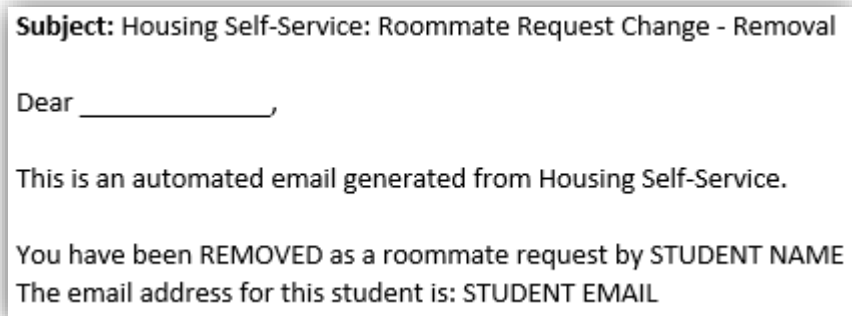 Subject: Housing Self-Service: Roommate Request Change - Removal
Dear ______________,
This is an automated email generated from Housing Self-Service.
You have been REMOVED as a roommate request by STUDENT NAME
The email address for this student is: STUDENT EMAIL